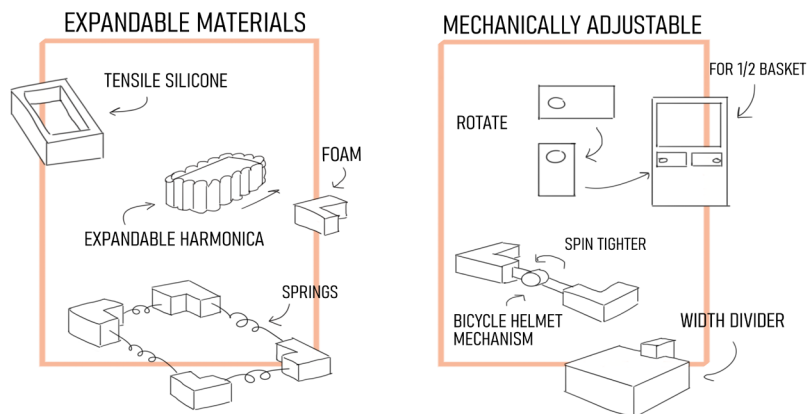 EXPANDABLE MATERIALS
TENSILE SILICONE
FOAM
EXPANDABLE HARMONICA
SPRINGS
MECHANICALLY ADJUSTABLE
FOR 1/2 BASKET
ROTATE
SPIN TIGHTER
BICYCLE HELMET
MECHANISM
WIDTH DIVIDER